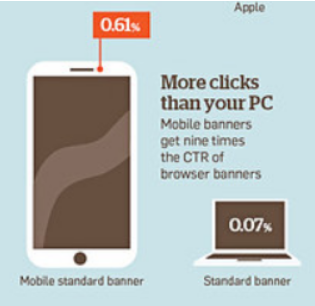 Apple
0.61%
More clicks
than your PC
Mobile banners
get nine times
the CTR of
browser banners
0.07%
Mobile standard banner
Standard banner